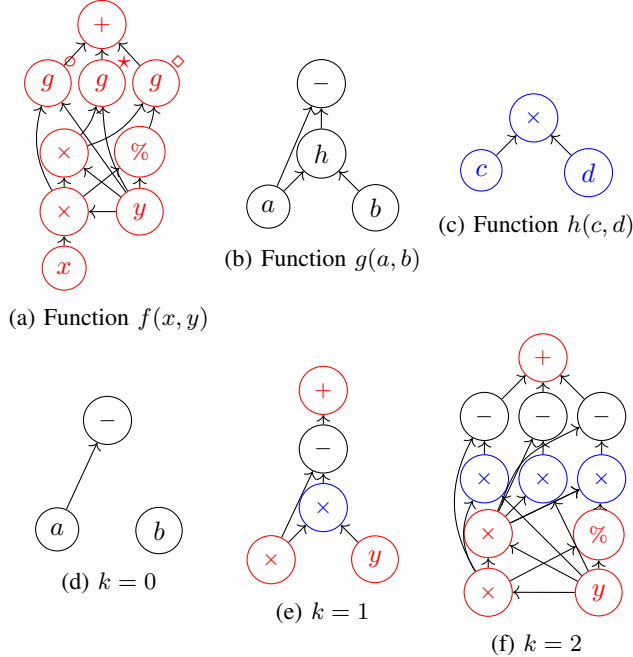 +
g g g
× %
× y
x
(a) Function f(x, y)
−
h
a b
(b) Function g(a, b)
×
c d
(c) Function h(c, d)
−
a b
(d) k = 0
+
−
×
× y
(e) k = 1
+
− − −
× × ×
× %
× y
(f) k = 2